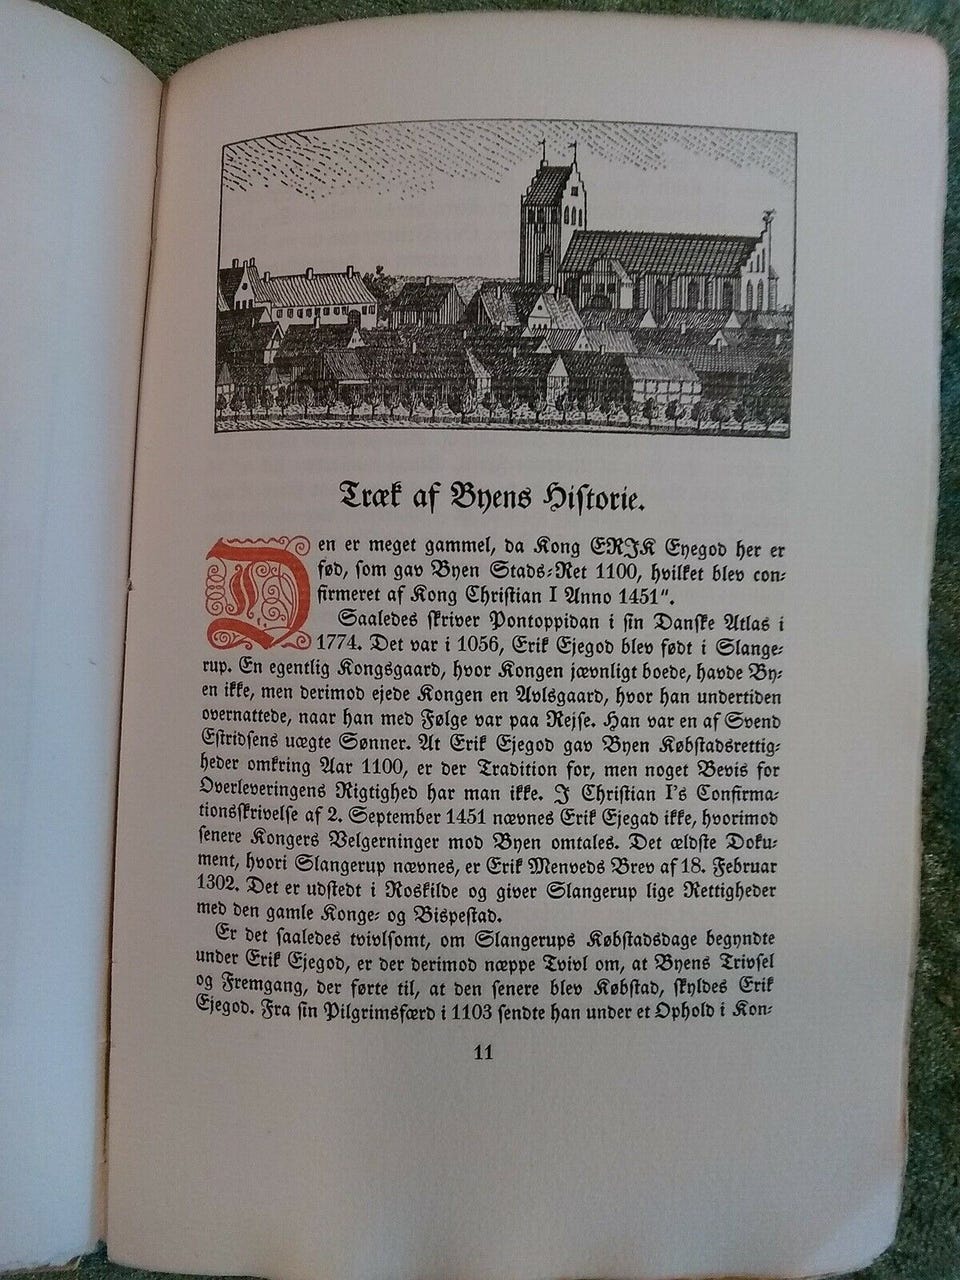 Træk af Byens Historie.
Den er meget gammel, da Kong ERIK Eyegod her er
fød, som gav Byen Stads-Ret 1100, hvilket blev con-
firmeret af Kong Christian I Anno 1451".
Saaledes skriver Pontoppidan i sin Danske Atlas i
1774. Det var i 1056, Erik Ejegod blev født i Slange-
rup. En egentlig Kongsgaard, hvor Kongen jævnligt boede, havde By-
en ikke, men derimod ejede Kongen en Avlsgaard, hvor han undertiden
overnattede, naar han med Følge var paa Rejse. Han var en af Svend
Estridsens uægte Sønner. At Erik Ejegod gav Byen Købstadsrettig-
heder omkring Aar 1100, er der Tradition for, men noget Bevis for
Overleveringens Rigtighed har man ikke. I Christian I's Confirma-
tionsskrivelse af 2. September 1451 nævnes Erik Ejegad ikke, hvorimod
senere Kongers Velgerninger mod Byen omtales. Det ældste Doku-
ment, hvori Slangerup nævnes, er Erik Menveds Brev af 18. Februar
1302. Det er udstedt i Roskilde og giver Slangerup lige Rettigheder
med den gamle Konge- og Bispestad.
Er det saaledes tvivlsomt, om Slangerups Købstadsdage begyndte
under Erik Ejegod, er der derimod næppe Tvivl om, at Byens Trivsel
og Fremgang, der førte til, at den senere blev Købstad, skyldes Erik
Ejegod. Fra sin Pilgrimsfærd i 1103 sendte han under et Ophold i Kon-
11